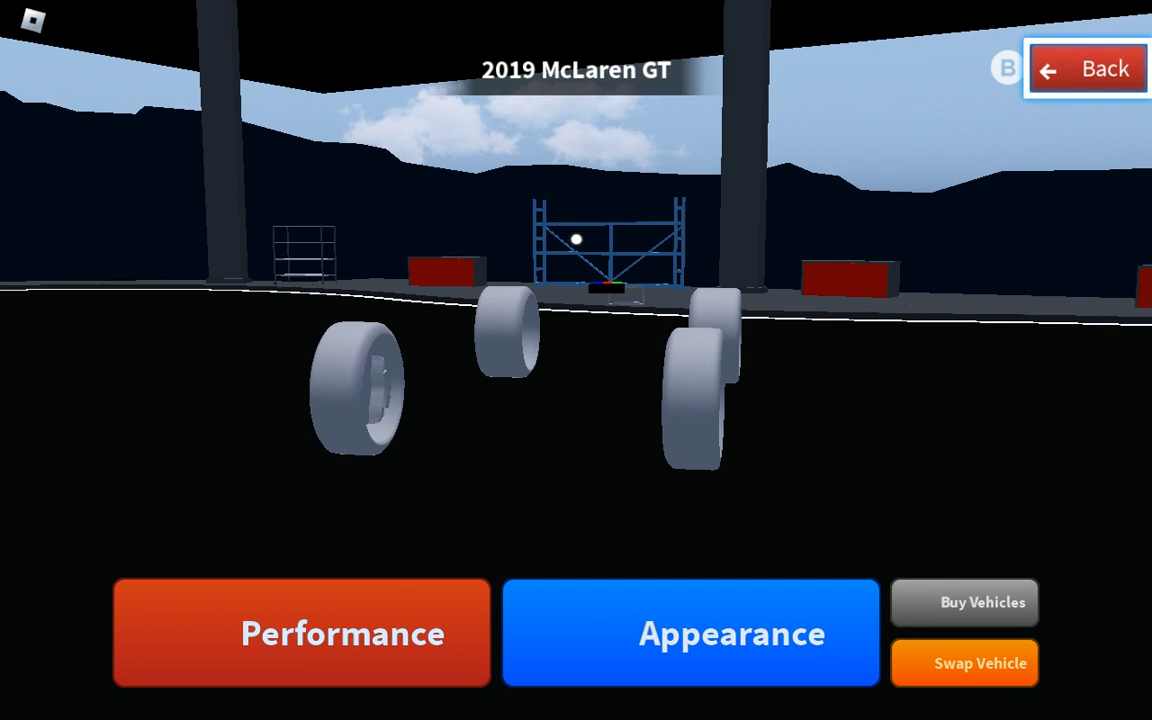 2019 McLaren GT
B
Back
Performance
Appearance
Buy Vehicles
Swap Vehicle